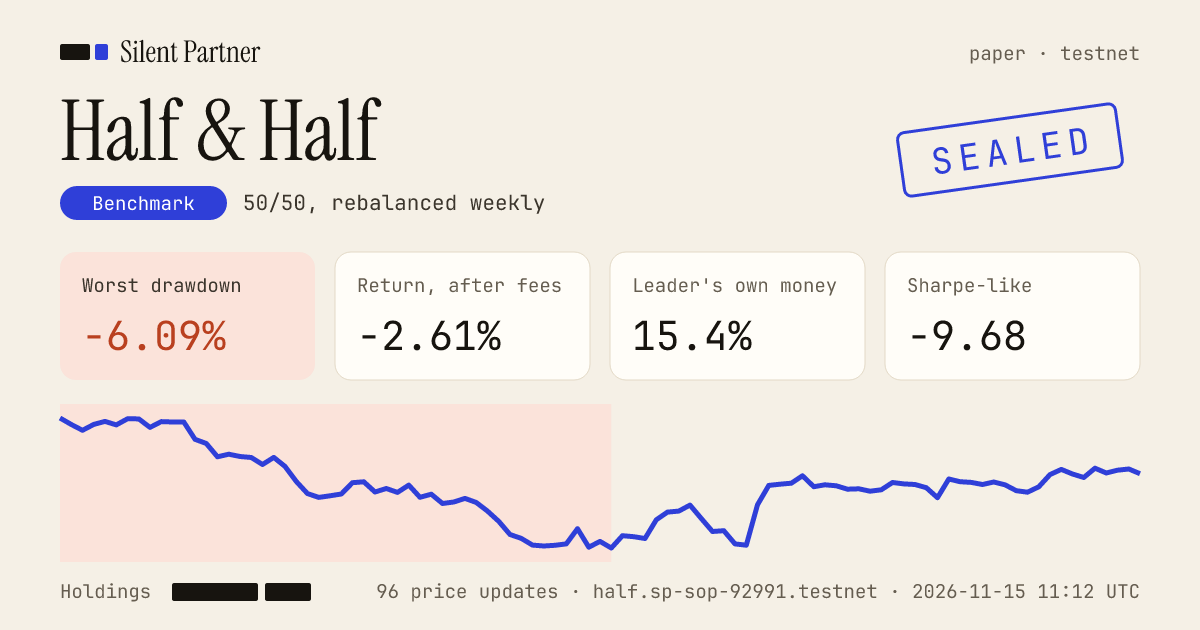 Silent Partner
paper · testnet
Half & Half
SEALED
Benchmark 50/50, rebalanced weekly
Worst drawdown
-6.09%
Return, after fees
-2.61%
Leader's own money
15.4%
Sharpe-like
-9.68
Holdings
96 price updates · half.sp-sop-92991.testnet · 2026-11-15 11:12 UTC